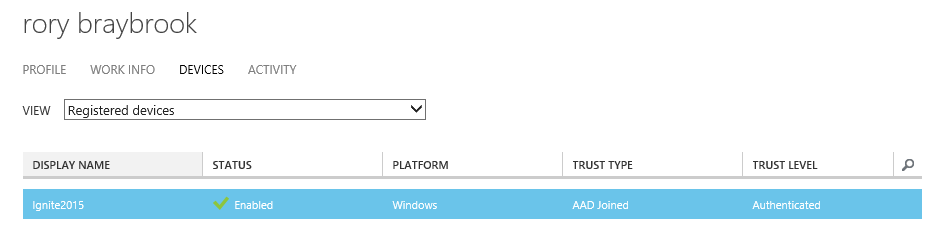 rory braybrook
PROFILE WORK INFO DEVICES ACTIVITY
VIEW Registered devices
DISPLAY NAME STATUS PLATFORM TRUST TYPE TRUST LEVEL
Ignite2015 Enabled Windows AAD Joined Authenticated